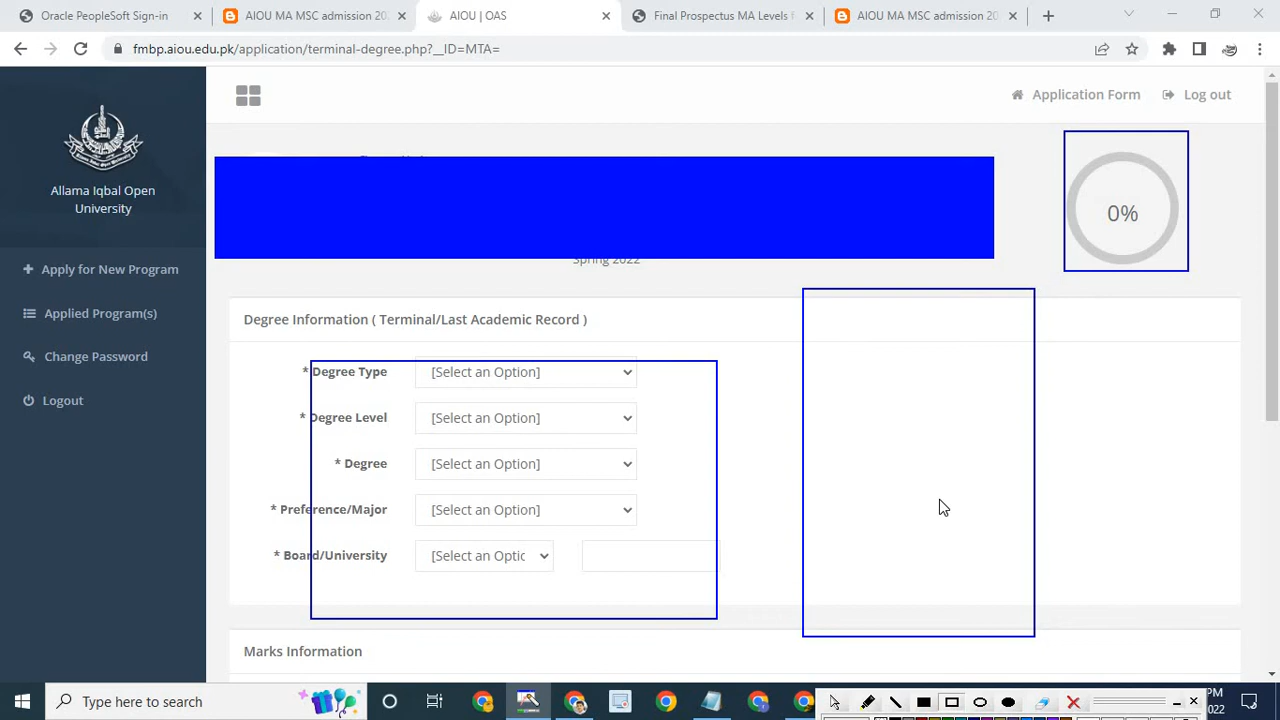 Oracle PeopleSoft Sign-in
AIOU MA MSC admission 202
AIOU | OAS
Final Prospectus MA Levels f
AIOU MA MSC admission 202
fmbp.aiou.edu.pk/application/terminal-degree.php?__ID=MTA=
Application Form
Log out
Allama Iqbal Open
University
0%
Spring 2022
Apply for New Program
Applied Program(s)
Change Password
Logout
Degree Information ( Terminal/Last Academic Record )
* Degree Type [Select an Option]
* Degree Level [Select an Option]
* Degree [Select an Option]
* Preference/Major [Select an Option]
* Board/University [Select an Optic
Marks Information
Type here to search
PM
022